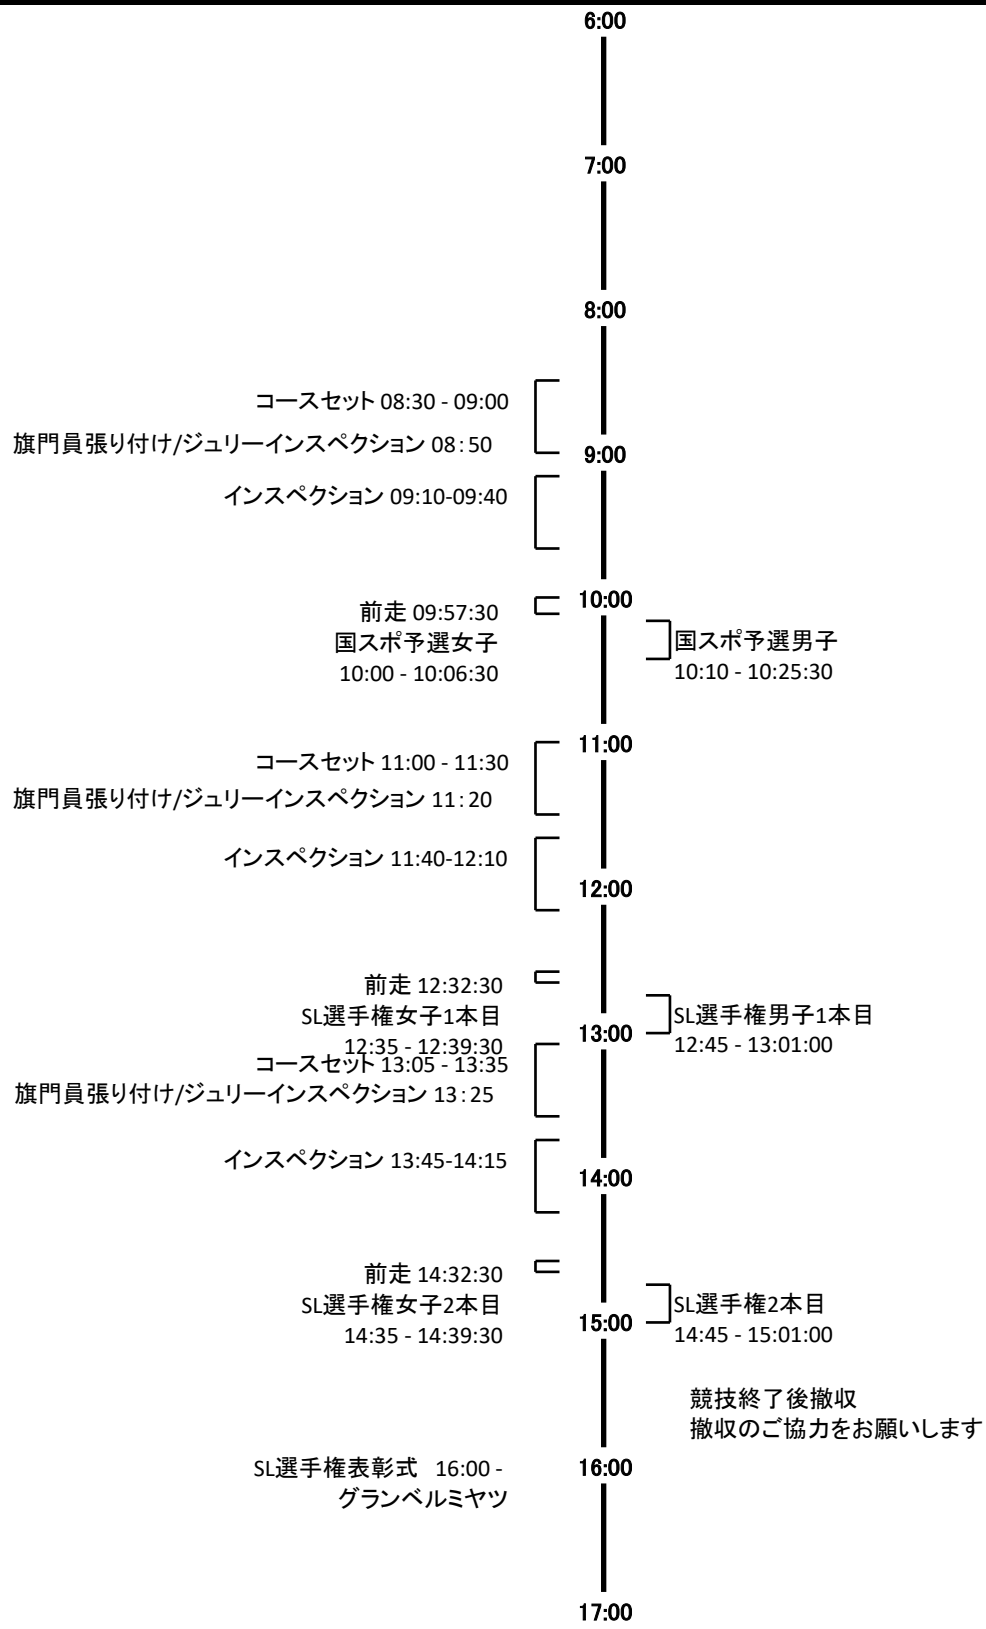 6:00
7:00
8:00
コースセット 08:30 - 09:00
旗門員張り付け/ジュリーインスペクション 08：50
9:00
インスペクション 09:10-09:40
10:00
前走 09:57:30
国スポ予選女子
10:00 - 10:06:30
国スポ予選男子
10:10 - 10:25:30
11:00
コースセット 11:00 - 11:30
旗門員張り付け/ジュリーインスペクション 11：20
インスペクション 11:40-12:10
12:00
前走 12:32:30
SL選手権女子1本目
12:35 - 12:39:30
SL選手権男子1本目
12:45 - 13:01:00
13:00
コースセット 13:05 - 13:35
旗門員張り付け/ジュリーインスペクション 13：25
インスペクション 13:45-14:15
14:00
前走 14:32:30
SL選手権女子2本目
14:35 - 14:39:30
SL選手権2本目
14:45 - 15:01:00
15:00
競技終了後撤収
撤収のご協力をお願いします
SL選手権表彰式　16:00 -
グランベルミヤツ
16:00
17:00